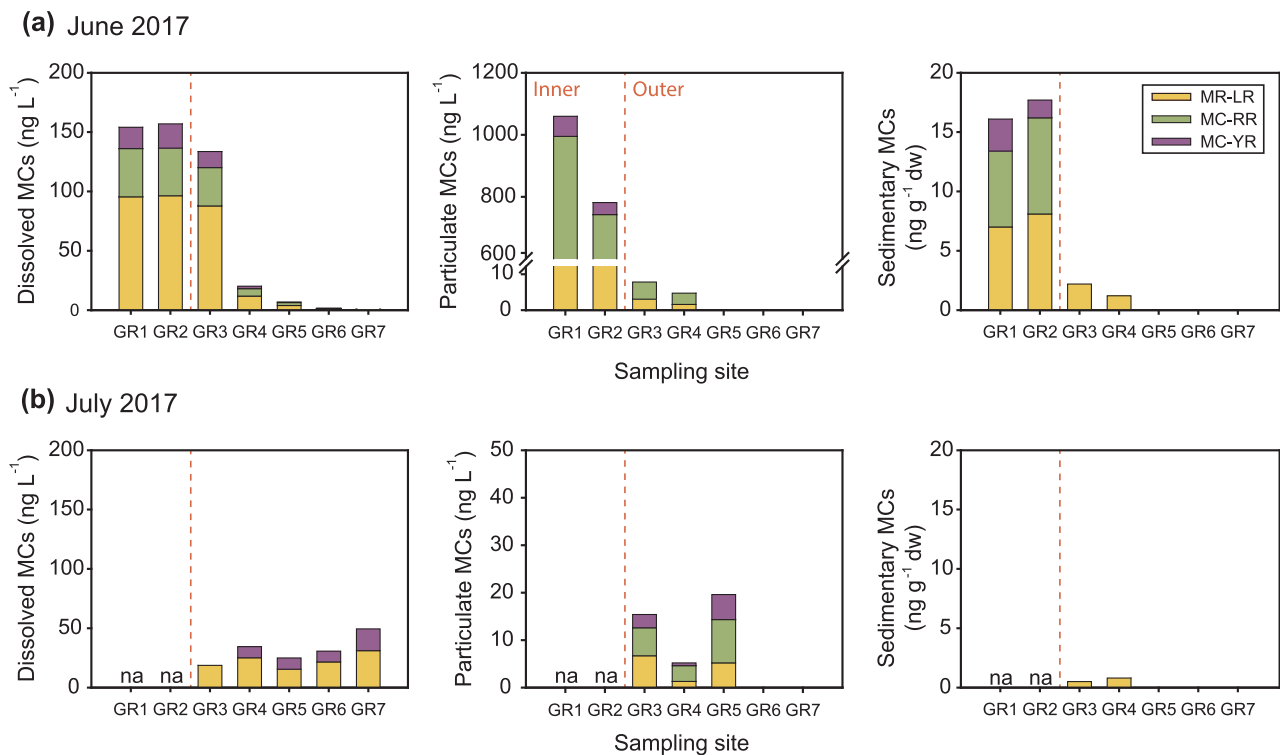 (a) June 2017
Dissolved MCs (ng L-1)
200
150
100
50
0
GR1 GR2 GR3 GR4 GR5 GR6 GR7
Particulate MCs (ng L-1)
1200
1000
800
600
10
0
Inner Outer
GR1 GR2 GR3 GR4 GR5 GR6 GR7
Sampling site
Sedimentary MCs
(ng g-1 dw)
20
15
10
5
0
MR-LR
MC-RR
MC-YR
GR1 GR2 GR3 GR4 GR5 GR6 GR7
(b) July 2017
Dissolved MCs (ng L-1)
200
150
100
50
0
na na
GR1 GR2 GR3 GR4 GR5 GR6 GR7
Particulate MCs (ng L-1)
50
40
30
20
10
0
na na
GR1 GR2 GR3 GR4 GR5 GR6 GR7
Sampling site
Sedimentary MCs
(ng g-1 dw)
20
15
10
5
0
na na
GR1 GR2 GR3 GR4 GR5 GR6 GR7